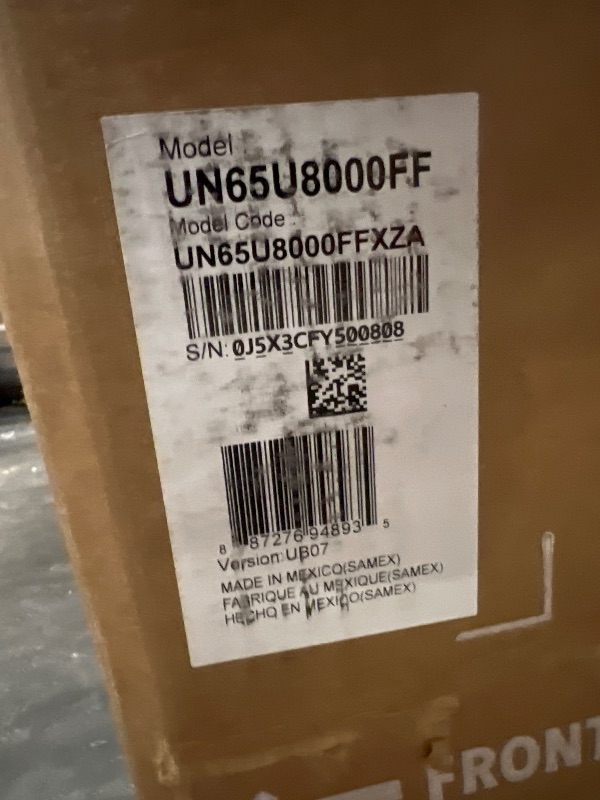 Model
UN65U8000FF
Model Code
UN65U8000FFXZA
S/N: 0J5X3CFY500808
8 87276 94893 5
Version:UB07
MADE IN MEXICO(SAMEX)
FABRIQUE AU MEXIQUE(SAMEX)
HECHO EN MEXICO(SAMEX)
FRONT